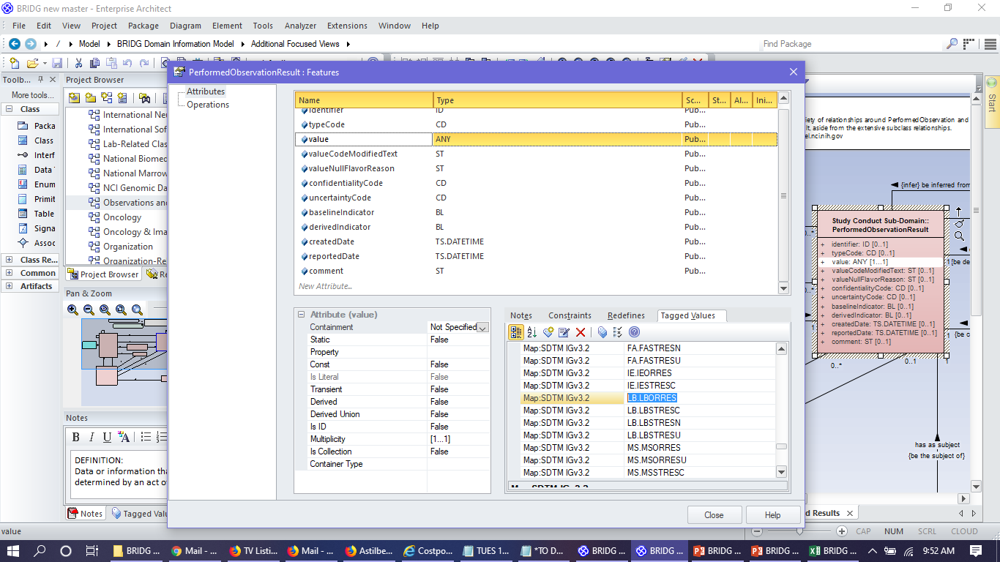 BRIDG new master - Enterprise Architect
File Edit View Project Package Diagram Element Tools Analyzer Extensions Window Help
/ Model BRIDG Domain Information Model Additional Focused Views
Find Package
Toolb...
More tools...
Class
Packa
Class
Interf
Data
Enum
Primit
Table
Signa
Assoc
Class Re...
Common
Artifacts
Project Browser
International Ne
International Sof
Lab-Related Clas
National Biomed
National Marrow
NCI Genomic Da
Observations and
Oncology
Oncology & Ima
Organization
Organization-Re
Project Browser Re
Pan & Zoom
Notes
B I U A
DEFINITION:
Data or information tha
determined by an act of
Notes Tagged Valu
PerformedObservationResult : Features
Attributes
Operations
Name Type Sc... St... Al... Ini...
identifier ID Pub...
typeCode CD Pub...
value ANY Pub...
valueCodeModifiedText ST Pub...
valueNullFlavorReason ST Pub...
confidentialityCode CD Pub...
uncertaintyCode CD Pub...
baselineIndicator BL Pub...
derivedIndicator BL Pub...
createdDate TS.DATETIME Pub...
reportedDate TS.DATETIME Pub...
comment ST Pub...
New Attribute...
Attribute (value)
Containment Not Specified
Static False
Property
Const False
Is Literal False
Transient False
Derived False
Derived Union False
Is ID False
Multiplicity [1...1]
Is Collection False
Container Type
Notes Constraints Redefines Tagged Values
Map:SDTM IGv3.2 FA.FASTRESN
Map:SDTM IGv3.2 FA.FASTRESU
Map:SDTM IGv3.2 IE.IEORRES
Map:SDTM IGv3.2 IE.IESTRESC
Map:SDTM IGv3.2 LB.LBORRES
Map:SDTM IGv3.2 LB.LBSTRESC
Map:SDTM IGv3.2 LB.LBSTRESN
Map:SDTM IGv3.2 LB.LBSTRESU
Map:SDTM IGv3.2 MS.MSORRES
Map:SDTM IGv3.2 MS.MSORRESU
Map:SDTM IGv3.2 MS.MSSTRESC
Map:SDTM IGv3.2
Close Help
Start
iety of relationships around PerformedObservation and
lt, aside from the extensive subclass relationships.
el.nci.nih.gov
{infer} be inferred from
Study Conduct Sub-Domain::
PerformedObservationResult
+ identifier: ID [0..1]
+ typeCode: CD [0..1]
+ value: ANY [1...1]
+ valueCodeModifiedText: ST [0..1]
+ valueNullFlavorReason: ST [0..1]
+ confidentialityCode: CD [0..1]
+ uncertaintyCode: CD [0..1]
+ baselineIndicator: BL [0..1]
+ derivedIndicator: BL [0..1]
+ createdDate: TS.DATETIME [0..1]
+ reportedDate: TS.DATETIME [0..1]
+ comment: ST [0..1]
0..*
0..*
1
1 {be de
1 {be c
0..* 0..1 1
has as subject
{be the subject of}
d Results
value CAP NUM SCRL CLOUD
BRIDG ... Mail - ... TV Listi... Mail - ... Astilbe... Costpo... TUES 1... *TO D... BRIDG ... BRIDG ... BRIDG ... BRIDG ... BRIDG ... 9:52 AM